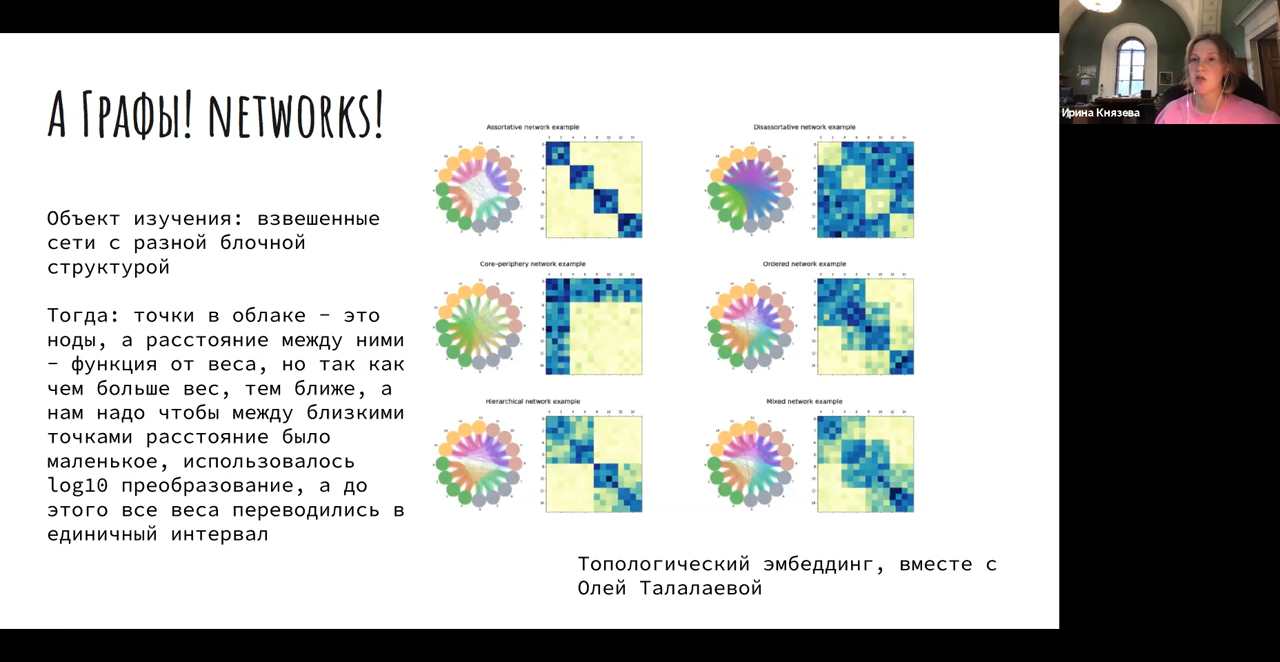 А Графы! NETWORKS!
Объект изучения: взвешенные
сети с разной блочной
структурой
Тогда: точки в облаке - это
ноды, а расстояние между ними
- функция от веса, но так как
чем больше вес, тем ближе, а
нам надо чтобы между близкими
точками расстояние было
маленькое, использовалось
log10 преобразование, а до
этого все веса переводились в
единичный интервал
Assortative network example
Disassortative network example
Core-periphery network example
Ordered network example
Hierarchical network example
Mixed network example
Топологический эмбеддинг, вместе с
Олей Талалаевой
Ирина Князева